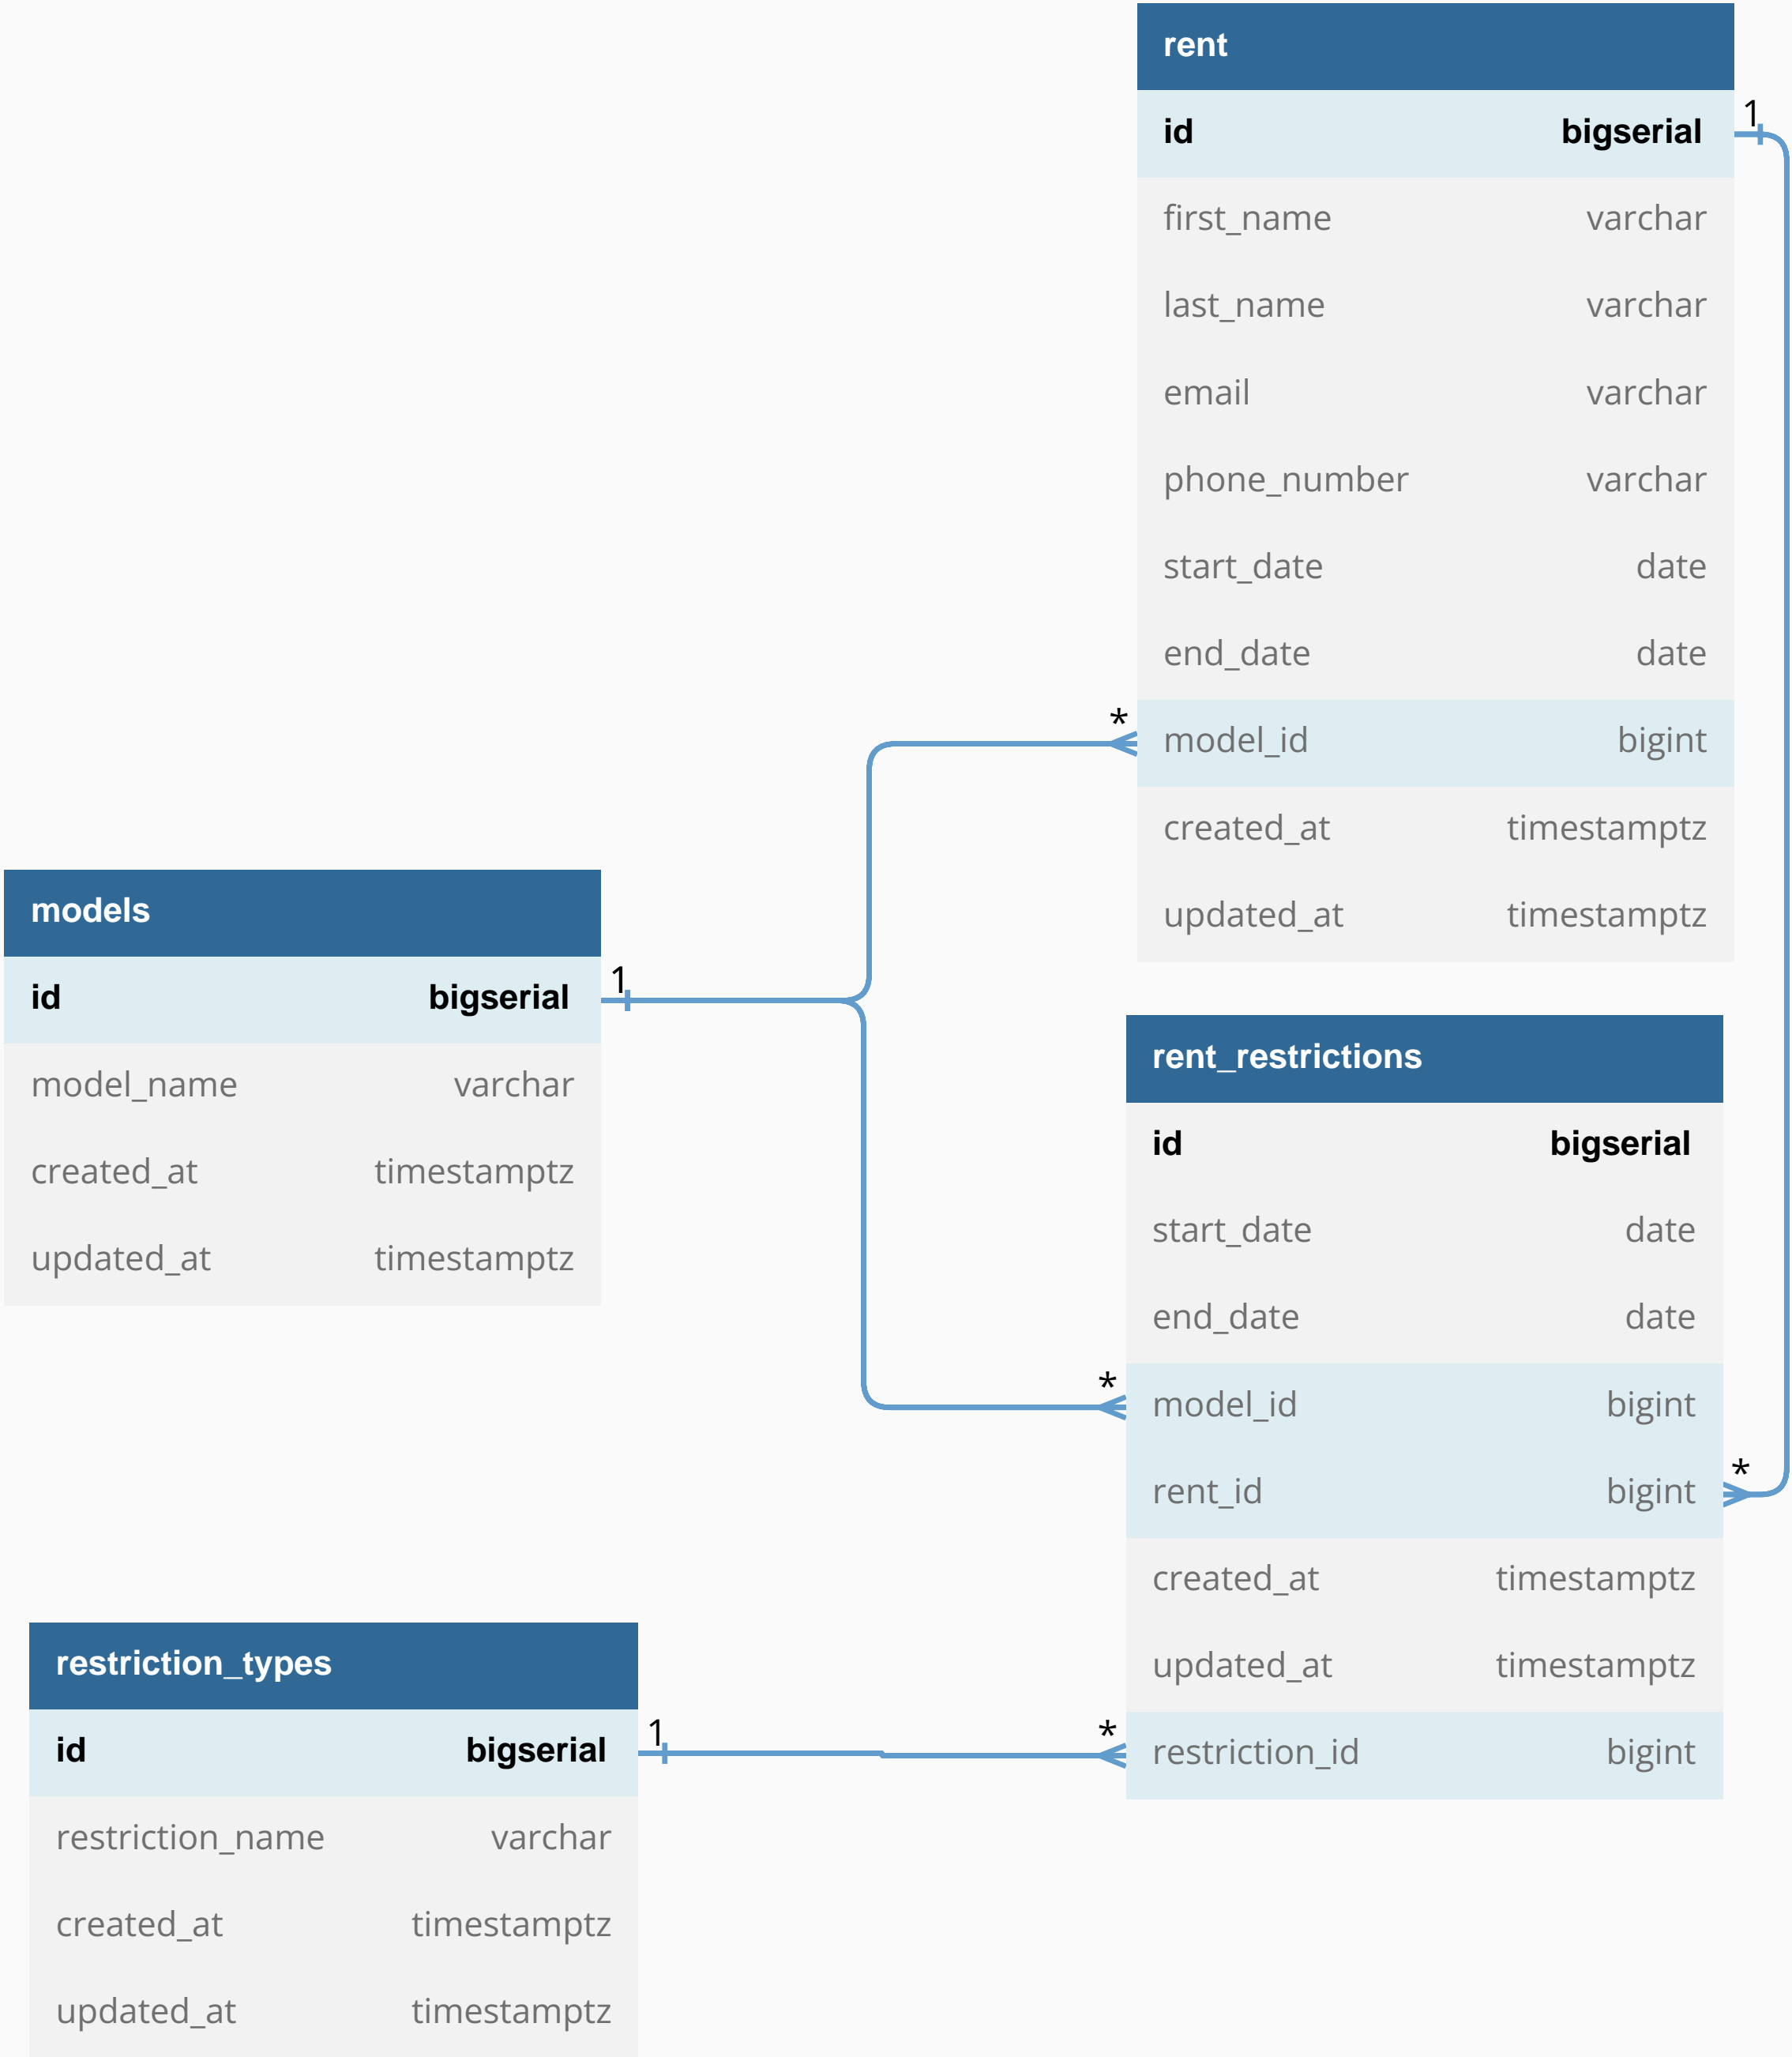 rent
1
id bigserial
first_name varchar
last_name varchar
email varchar
phone_number varchar
start_date date
end_date date
*
model_id bigint
created_at timestamptz
updated_at timestamptz
models
1
id bigserial
model_name varchar
created_at timestamptz
updated_at timestamptz
rent_restrictions
id bigserial
start_date date
end_date date
*
model_id bigint
*
rent_id bigint
created_at timestamptz
updated_at timestamptz
*
restriction_id bigint
restriction_types
1
id bigserial
restriction_name varchar
created_at timestamptz
updated_at timestamptz